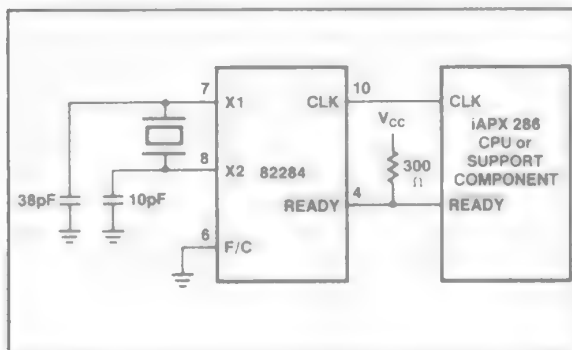 7
X1
CLK
10
CLK
iAPX 286
CPU or
SUPPORT
COMPONENT
VCC
300
Ω
8
X2
82284
38pF
10pF
READY
4
READY
6
F/C